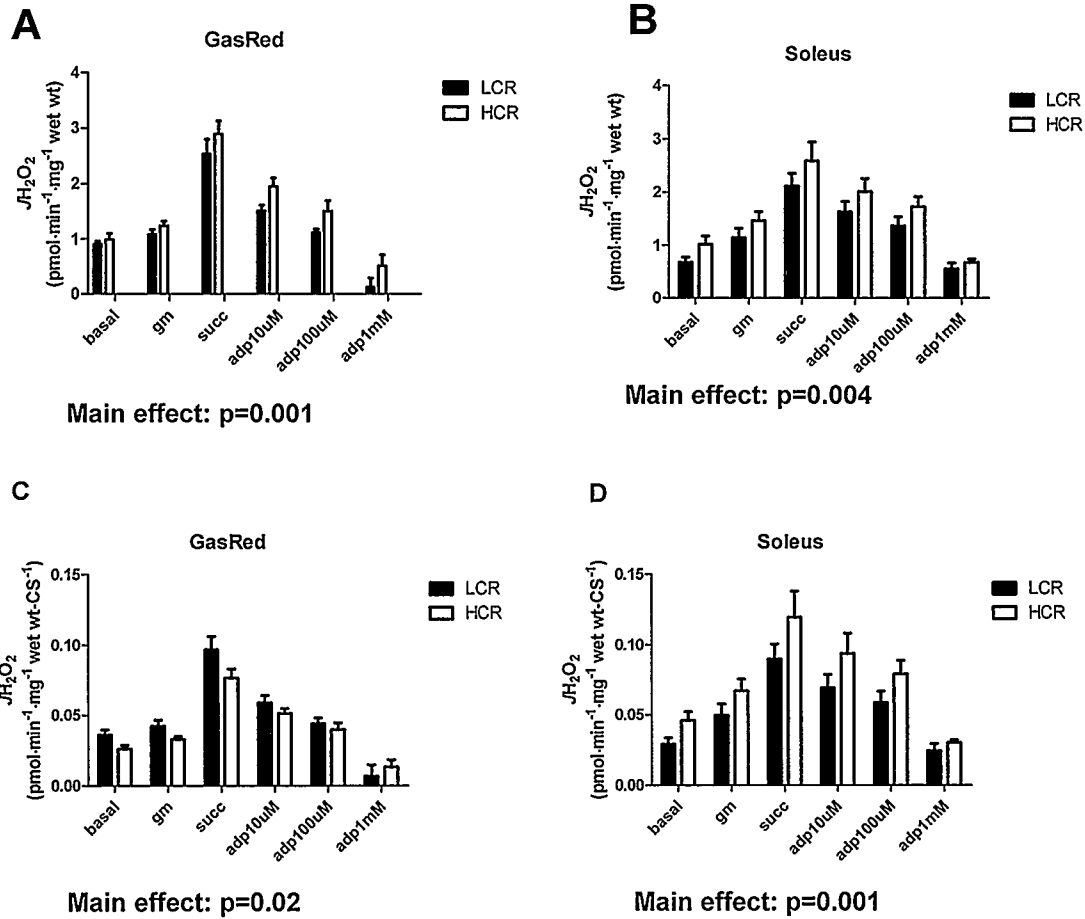 A
GasRed
JH2O2
(pmol·min-1·mg-1 wet wt)
4
3
2
1
0
LCR
HCR
basal
gm
succ
adp10uM
adp100uM
adp1mM
Main effect: p=0.001
B
Soleus
JH2O2
(pmol·min-1·mg-1 wet wt)
4
3
2
1
0
LCR
HCR
basal
gm
succ
adp10uM
adp100uM
adp1mM
Main effect: p=0.004
C
GasRed
JH2O2
(pmol·min-1·mg-1 wet wt-CS-1)
0.15
0.10
0.05
0.00
LCR
HCR
basal
gm
succ
adp10uM
adp100uM
adp1mM
Main effect: p=0.02
D
Soleus
JH2O2
(pmol·min-1·mg-1 wet wt-CS-1)
0.15
0.10
0.05
0.00
LCR
HCR
basal
gm
succ
adp10uM
adp100uM
adp1mM
Main effect: p=0.001